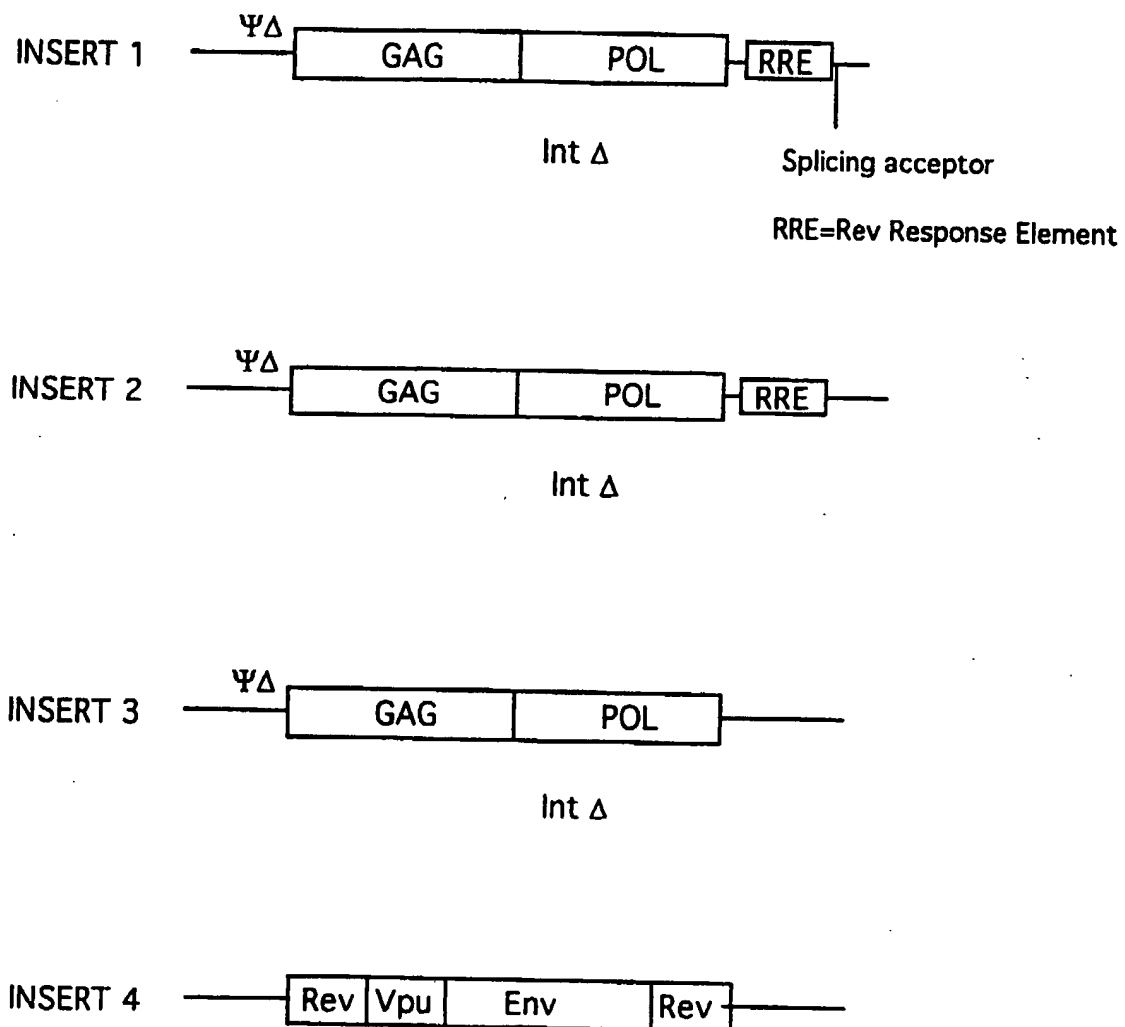 ΨΔ
INSERT 1 GAG POL RRE
Int Δ
Splicing acceptor
RRE=Rev Response Element
ΨΔ
INSERT 2 GAG POL RRE
Int Δ
ΨΔ
INSERT 3 GAG POL
Int Δ
INSERT 4 Rev Vpu Env Rev